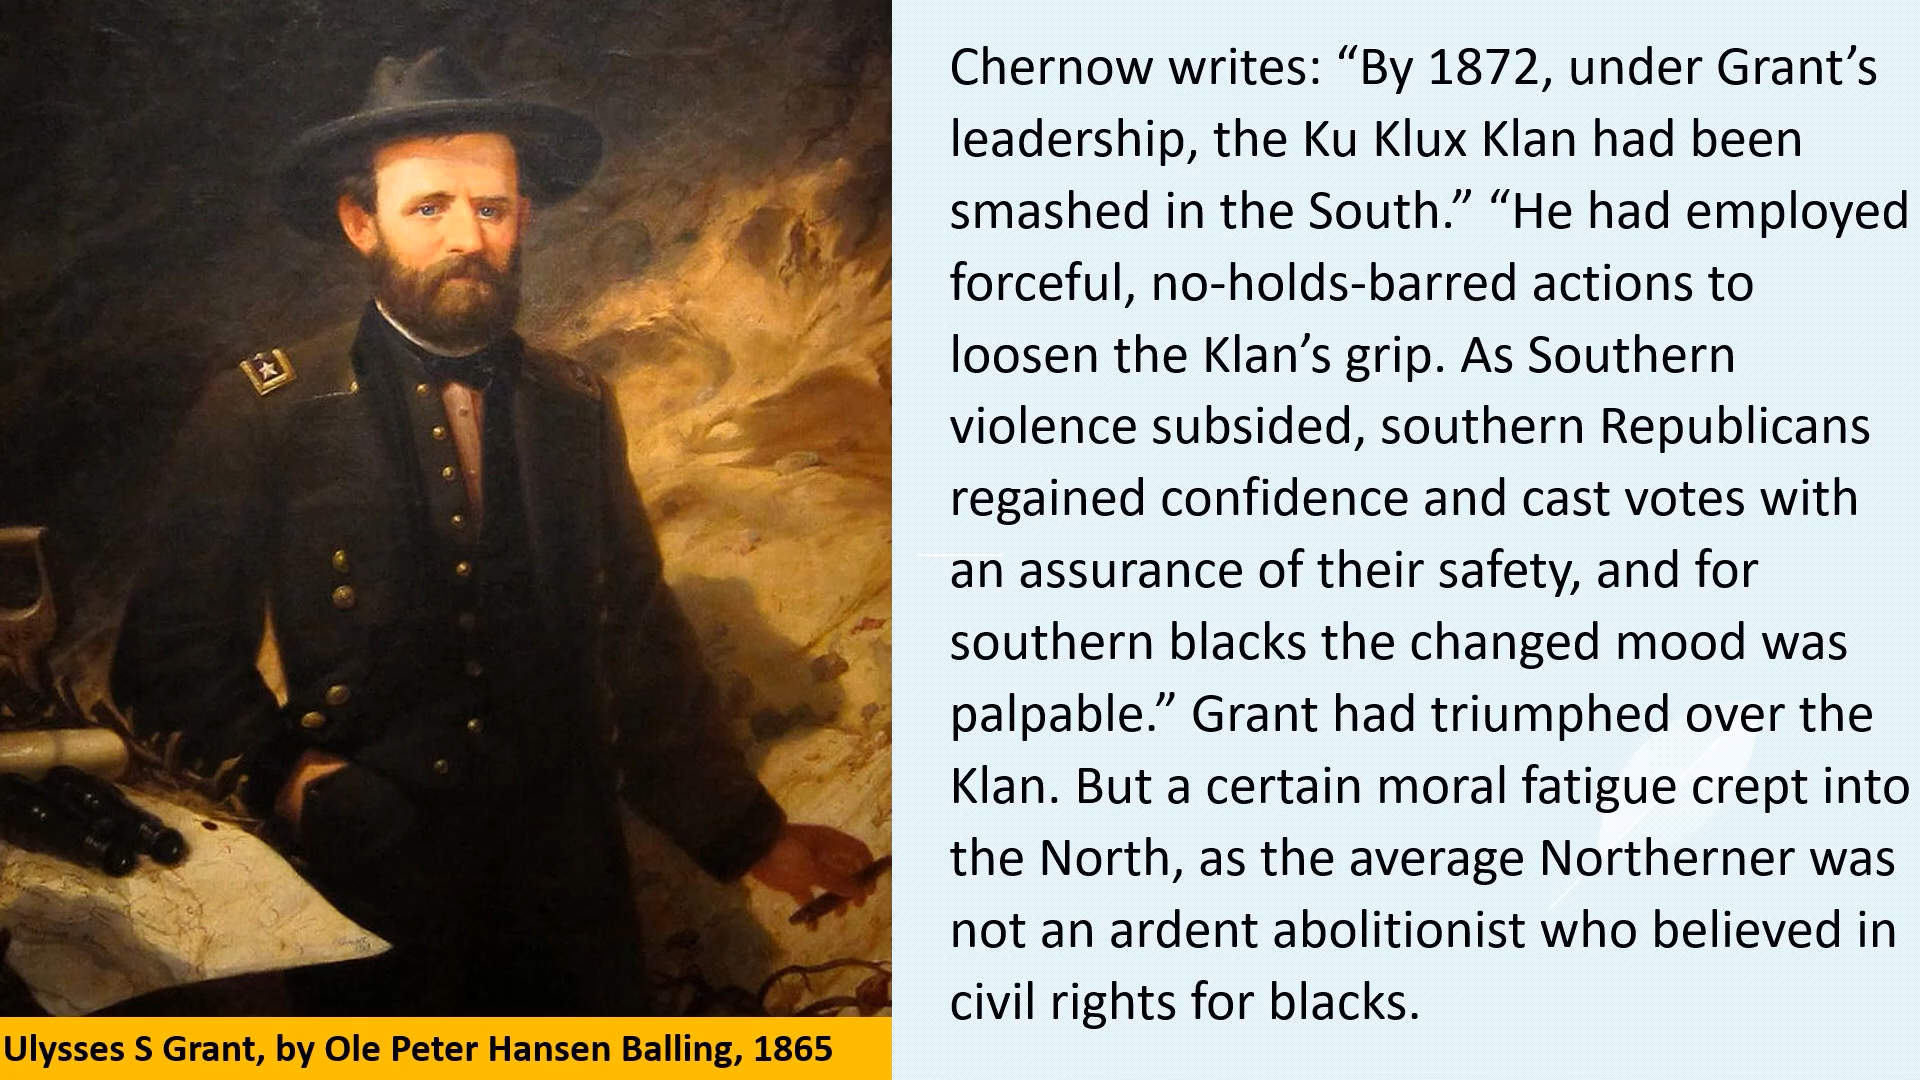 Chernow writes: “By 1872, under Grant’s
leadership, the Ku Klux Klan had been
smashed in the South.” “He had employed
forceful, no-holds-barred actions to
loosen the Klan’s grip. As Southern
violence subsided, southern Republicans
regained confidence and cast votes with
an assurance of their safety, and for
southern blacks the changed mood was
palpable.” Grant had triumphed over the
Klan. But a certain moral fatigue crept into
the North, as the average Northerner was
not an ardent abolitionist who believed in
civil rights for blacks.
Ulysses S Grant, by Ole Peter Hansen Balling, 1865